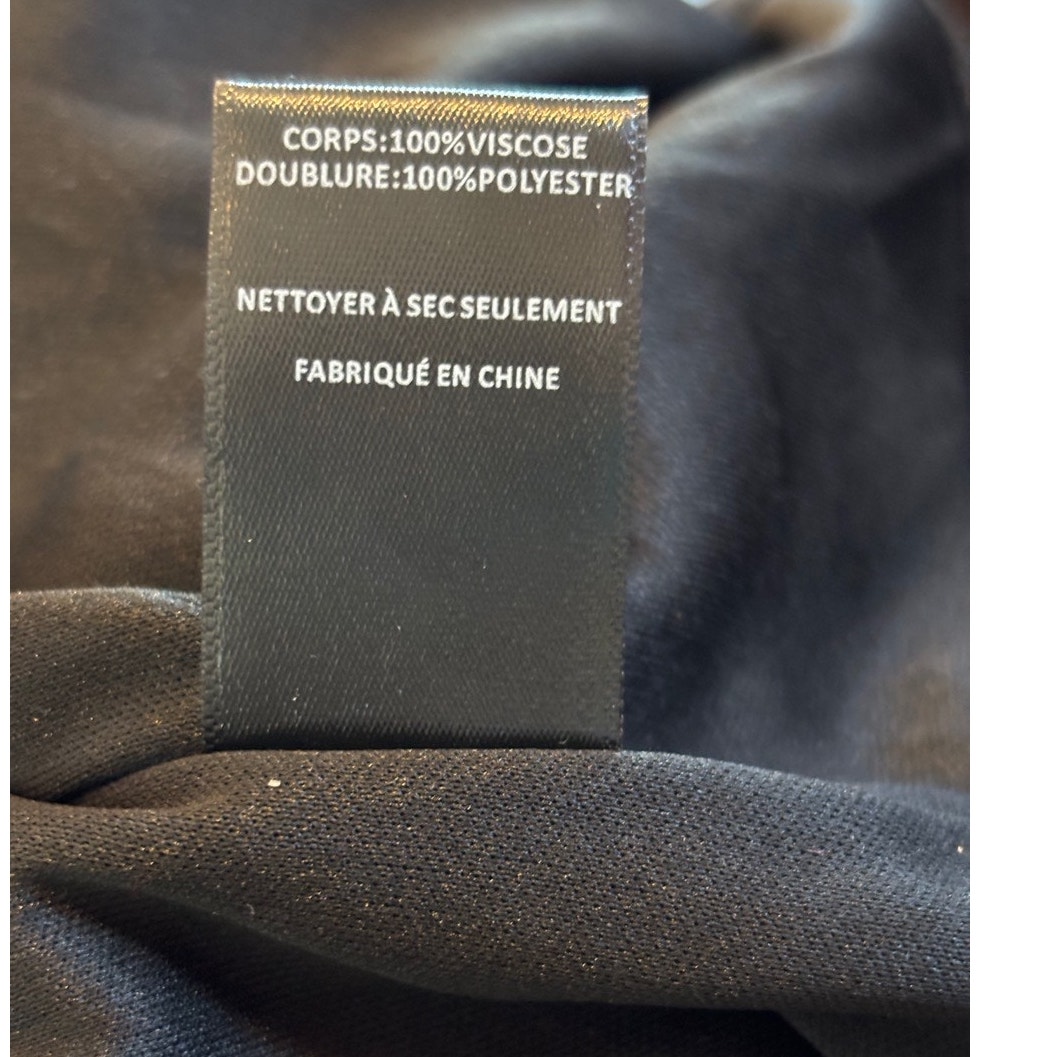 CORPS:100%VISCOSE
DOUBLURE:100%POLYESTER
NETTOYER À SEC SEULEMENT
FABRIQUÉ EN CHINE